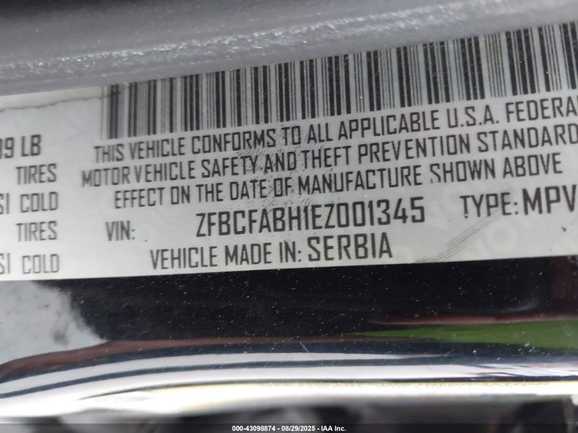 99 LB
TIRES
SI COLD
TIRES
SI COLD
THIS VEHICLE CONFORMS TO ALL APPLICABLE U.S.A. FEDERA
MOTOR VEHICLE SAFETY AND THEFT PREVENTION STANDARD
EFFECT ON THE DATE OF MANUFACTURE SHOWN ABOVE
VIN: ZFBCFABH1EZ001345 TYPE: MPV
VEHICLE MADE IN: SERBIA
000-43098874 | 08/29/2025 - IAA Inc.